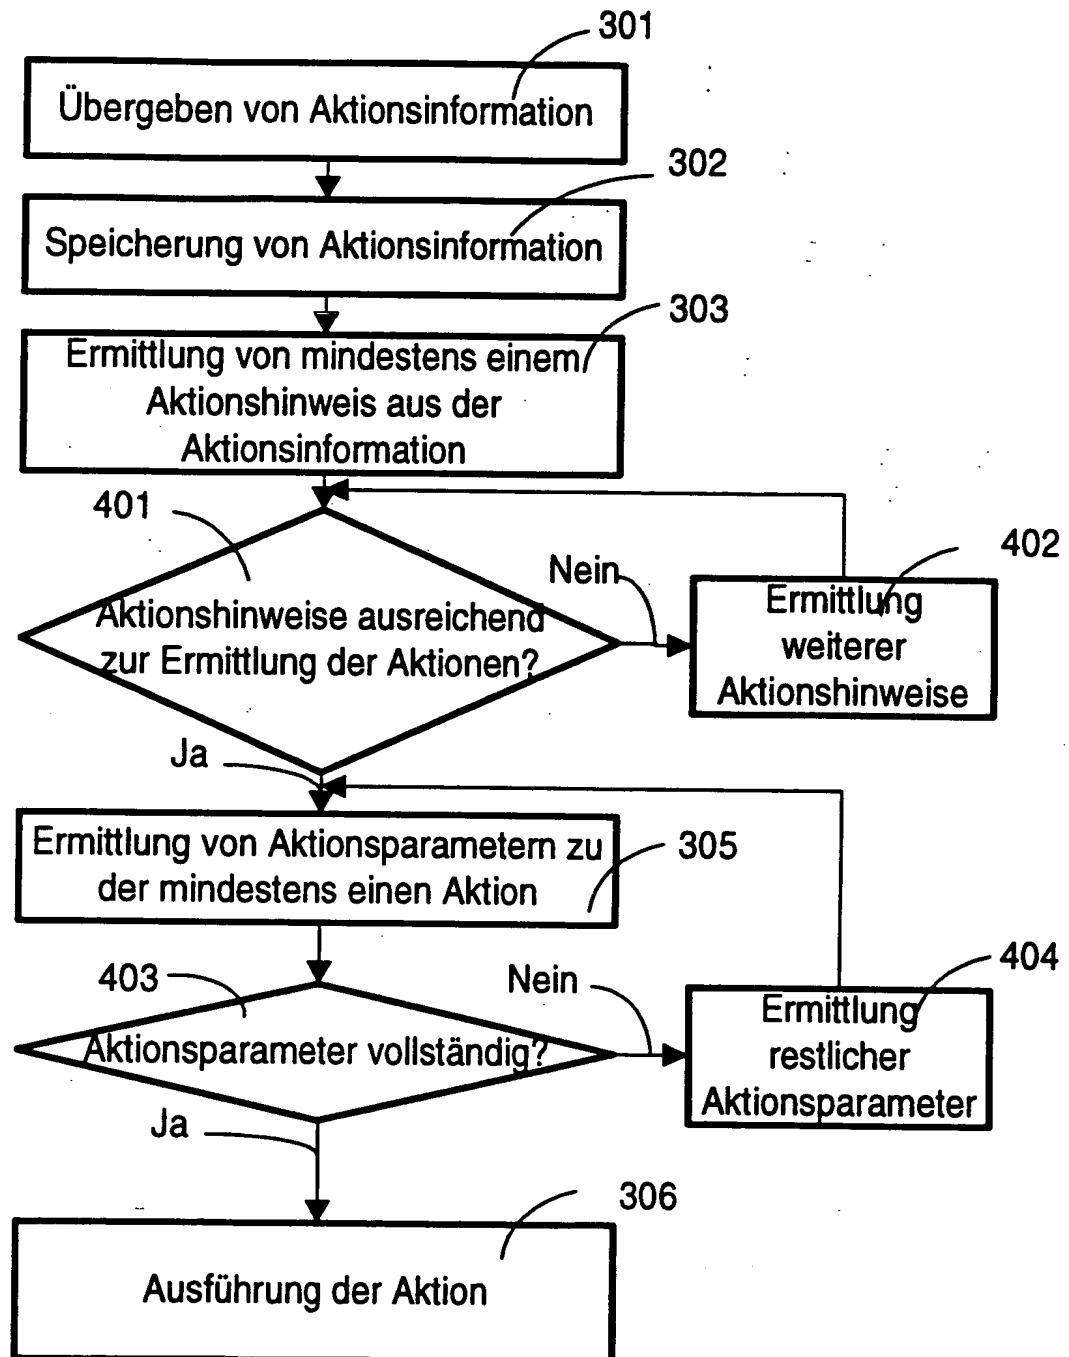 301
Übergeben von Aktionsinformation
302
Speicherung von Aktionsinformation
303
Ermittlung von mindestens einem
Aktionshinweis aus der
Aktionsinformation
401
Aktionshinweise ausreichend
zur Ermittlung der Aktionen?
Nein
402
Ermittlung
weiterer
Aktionshinweise
Ja
Ermittlung von Aktionsparametern zu
der mindestens einen Aktion
305
403
Aktionsparameter vollständig?
Nein
404
Ermittlung
restlicher
Aktionsparameter
Ja
306
Ausführung der Aktion